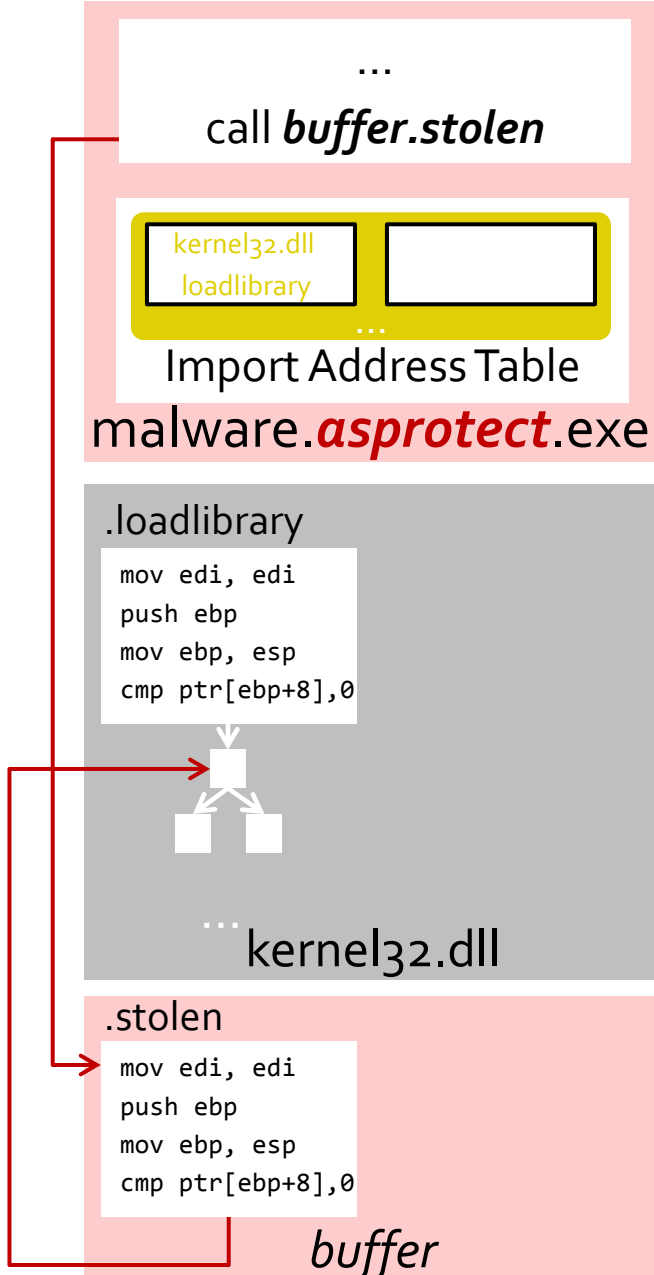 ...
call buffer.stolen
kernel32.dll
loadlibrary
...
Import Address Table
malware.asprotect.exe
.loadlibrary
mov edi, edi
push ebp
mov ebp, esp
cmp ptr[ebp+8],0
...
kernel32.dll
.stolen
mov edi, edi
push ebp
mov ebp, esp
cmp ptr[ebp+8],0
buffer